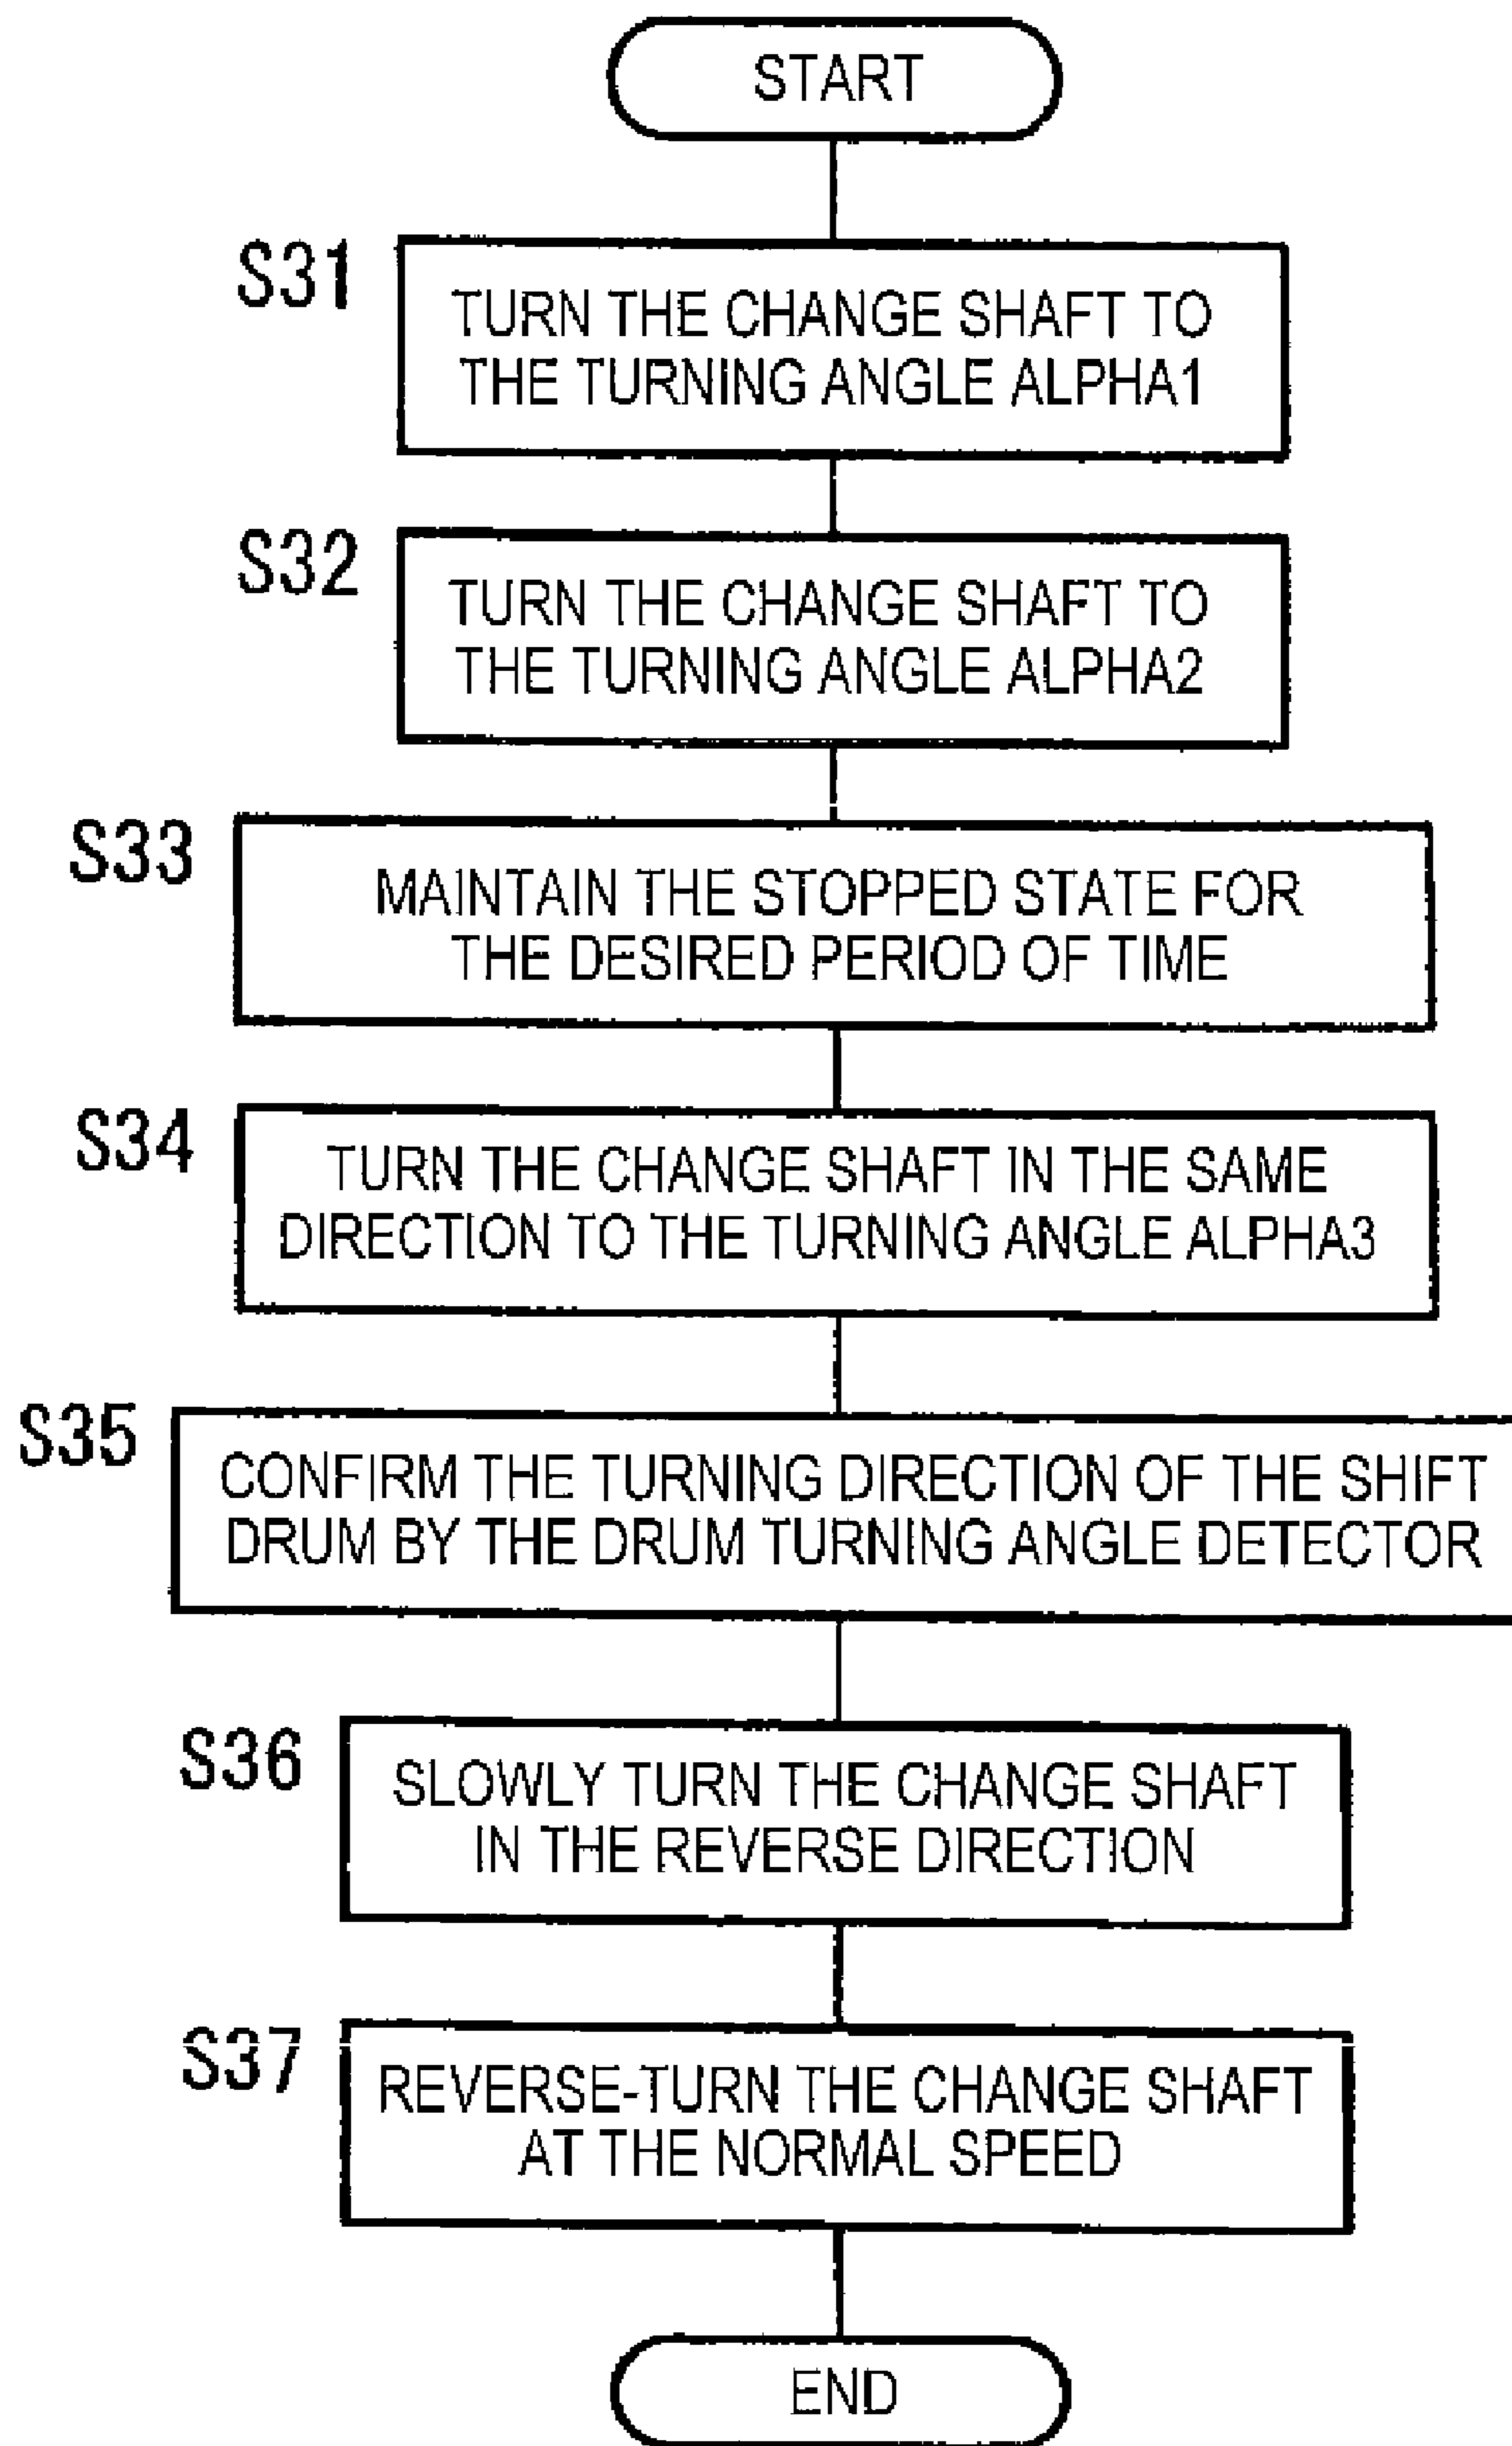 START
S31
TURN THE CHANGE SHAFT TO
THE TURNING ANGLE ALPHA1
S32
TURN THE CHANGE SHAFT TO
THE TURNING ANGLE ALPHA2
S33
MAINTAIN THE STOPPED STATE FOR
THE DESIRED PERIOD OF TIME
S34
TURN THE CHANGE SHAFT IN THE SAME
DIRECTION TO THE TURNING ANGLE ALPHA3
S35
CONFIRM THE TURNING DIRECTION OF THE SHIFT
DRUM BY THE DRUM TURNING ANGLE DETECTOR
S36
SLOWLY TURN THE CHANGE SHAFT
IN THE REVERSE DIRECTION
S37
REVERSE-TURN THE CHANGE SHAFT
AT THE NORMAL SPEED
END